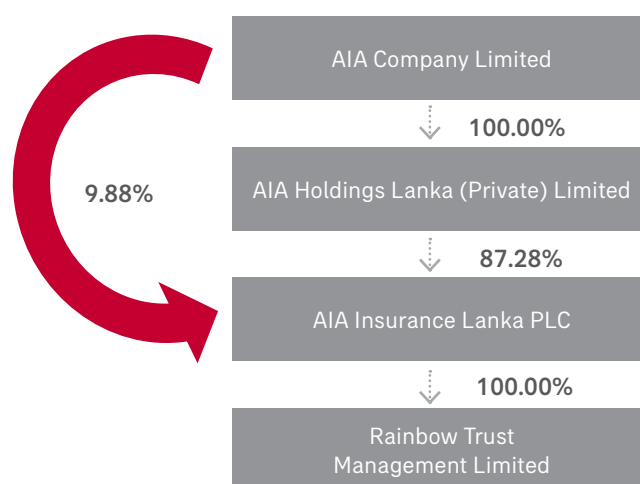 AIA Company Limited
100.00%
AIA Holdings Lanka (Private) Limited
9.88%
87.28%
AIA Insurance Lanka PLC
100.00%
Rainbow Trust
Management Limited